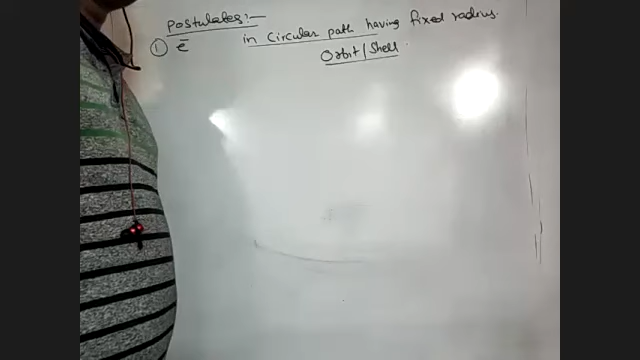 Postulates:-
① e⁻ in circular path having fixed radius.
Orbit/Shell